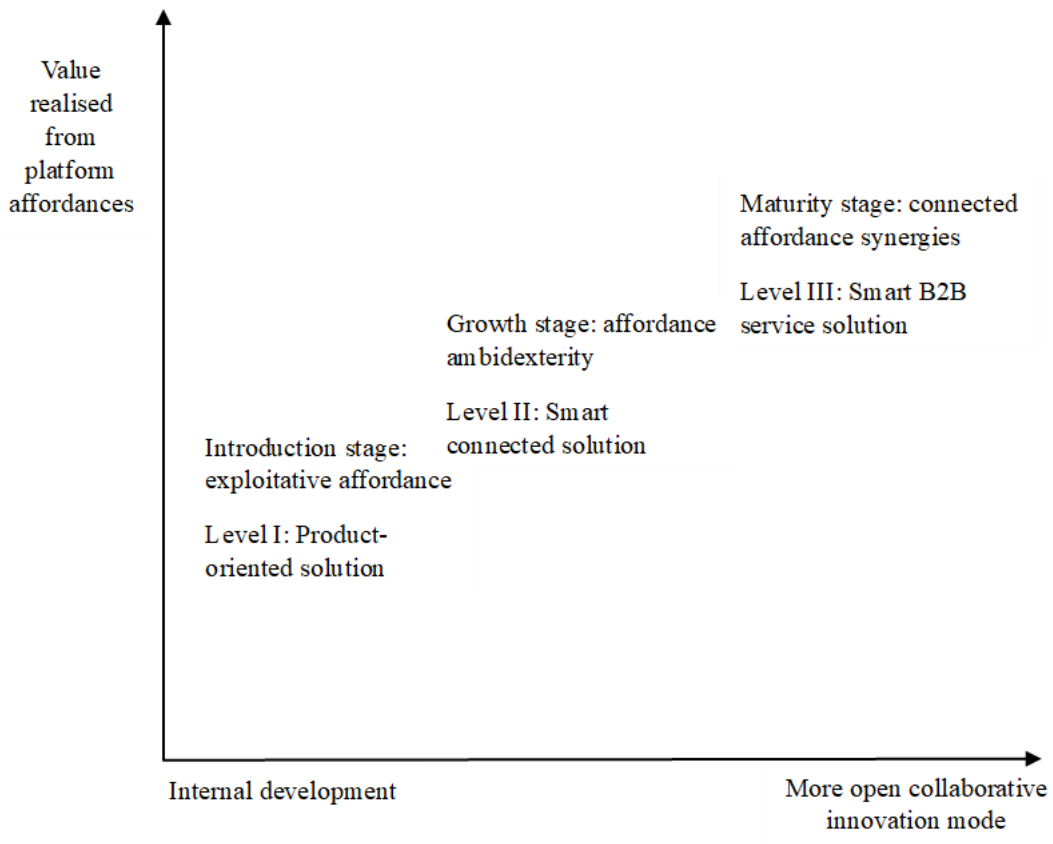 Value
realised
from
platform
affordances
Maturity stage: connected
affordance synergies
Level III: Smart B2B
service solution
Growth stage: affordance
ambidexterity
Level II: Smart
connected solution
Introduction stage:
exploitative affordance
Level I: Product-
oriented solution
Internal development
More open collaborative
innovation mode